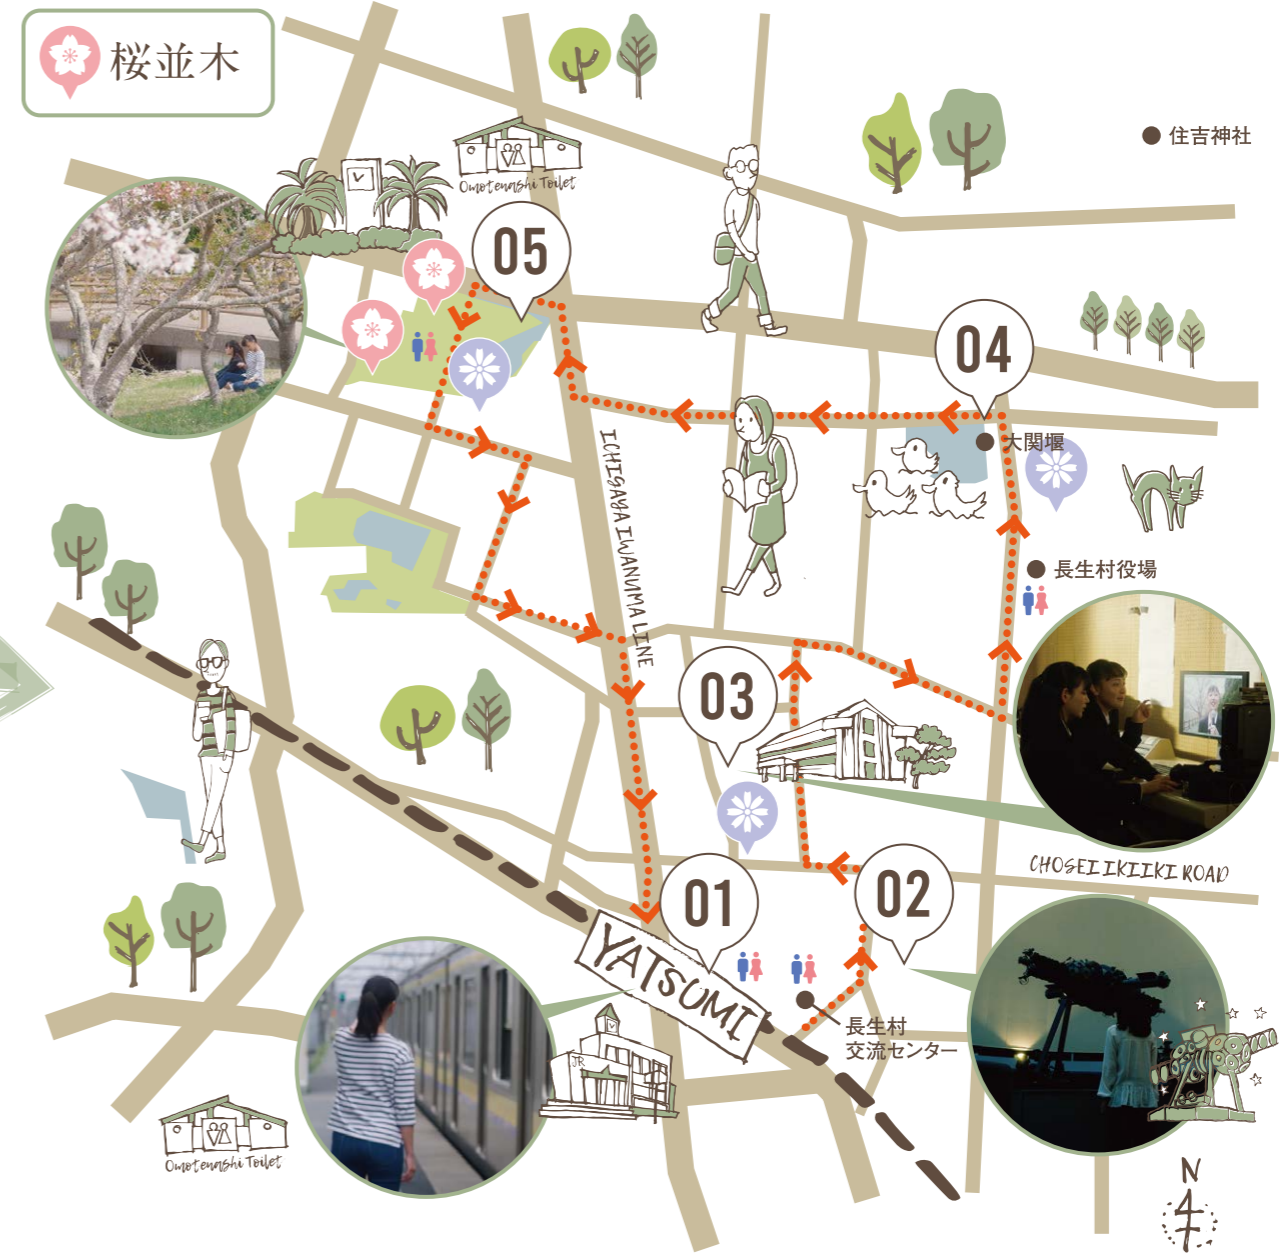 桜並木
Omotenashi Toilet
住吉神社
05
04
大関堰
ICHIGAYA IWANUMA LINE
長生村役場
03
CHOSEI IKIIKI ROAD
01
02
YATSUMI
長生村
交流センター
JR
Omotenashi Toilet
N